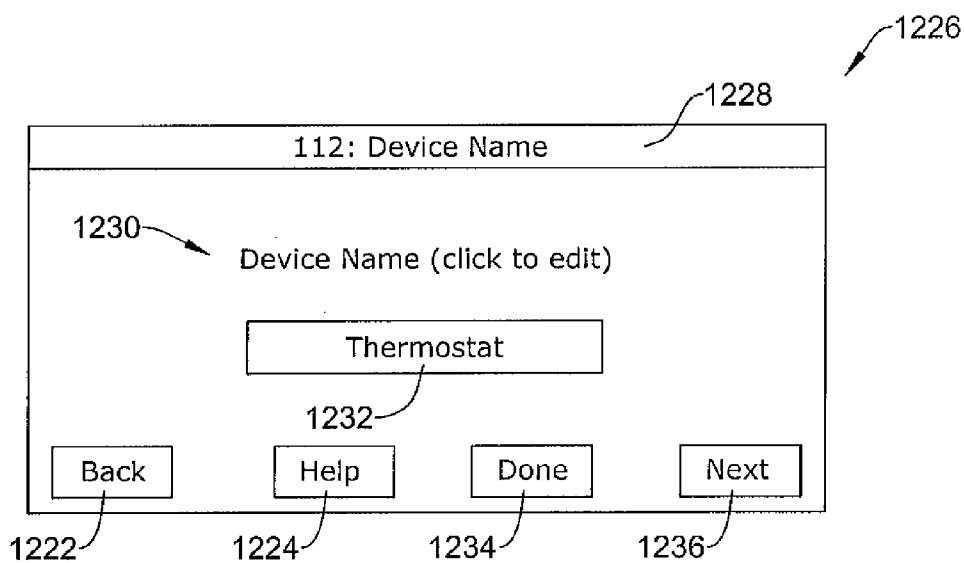 1226
1228
112: Device Name
1230
Device Name (click to edit)
Thermostat
1232
Back Help Done Next
1222 1224 1234 1236